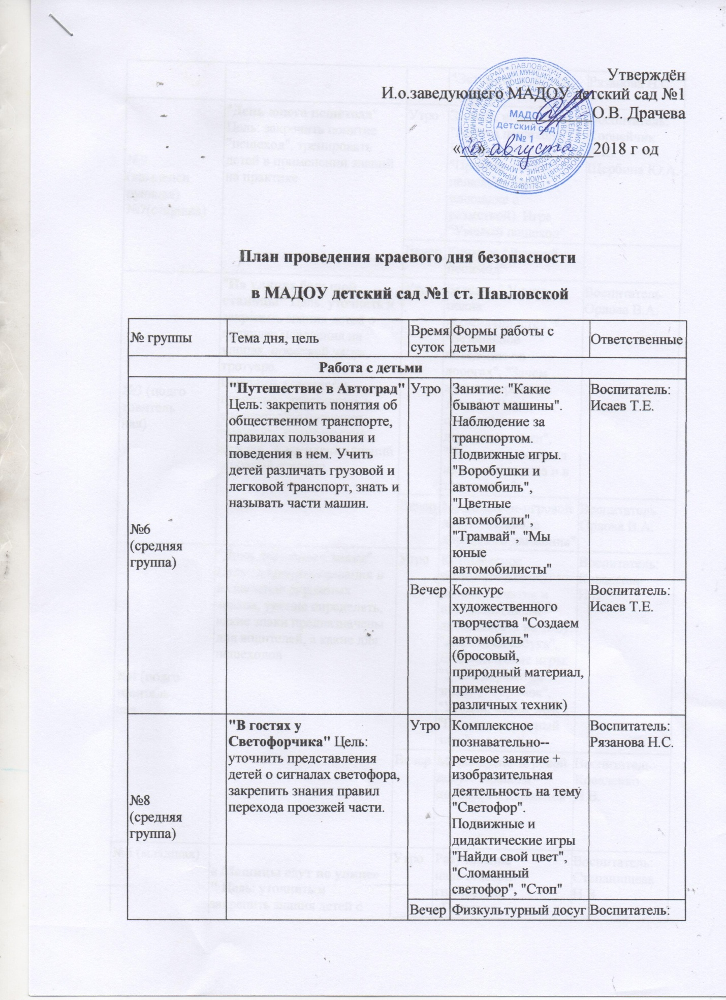 Утверждён
И.о.заведующего МАДОУ детский сад №1
О.В. Драчева
августа 2018 г од
МАДОУ
детский сад
№ 1
ИНН 2346017837
План проведения краевого дня безопасности
в МАДОУ детский сад №1 ст. Павловской
№ группы
Тема дня, цель
Время
суток
Формы работы с
детьми
Ответственные
Работа с детьми
№6
(средняя
группа)
"Путешествие в Автоград"
Цель: закрепить понятия об
общественном транспорте,
правилах пользования и
поведения в нем. Учить
детей различать грузовой и
легковой транспорт, знать и
называть части машин.
Утро
Занятие: "Какие
бывают машины".
Наблюдение за
транспортом.
Подвижные игры.
"Воробушки и
автомобиль",
"Цветные
автомобили",
"Трамвай", "Мы
юные
автомобилисты"
Воспитатель:
Исаев Т.Е.
Вечер
Конкурс
художественного
творчества "Создаем
автомобиль"
(бросовый,
природный материал,
применение
различных техник)
Воспитатель:
Исаев Т.Е.
№8
(средняя
группа)
"В гостях у
Светофорчика" Цель:
уточнить представления
детей о сигналах светофора,
закрепить знания правил
перехода проезжей части.
Утро
Комплексное
познавательно--
речевое занятие +
изобразительная
деятельность на тему
"Светофор".
Подвижные и
дидактические игры
"Найди свой цвет",
"Сломанный
светофор", "Стоп"
Воспитатель:
Рязанова Н.С.
Вечер
Физкультурный досуг
Воспитатель: